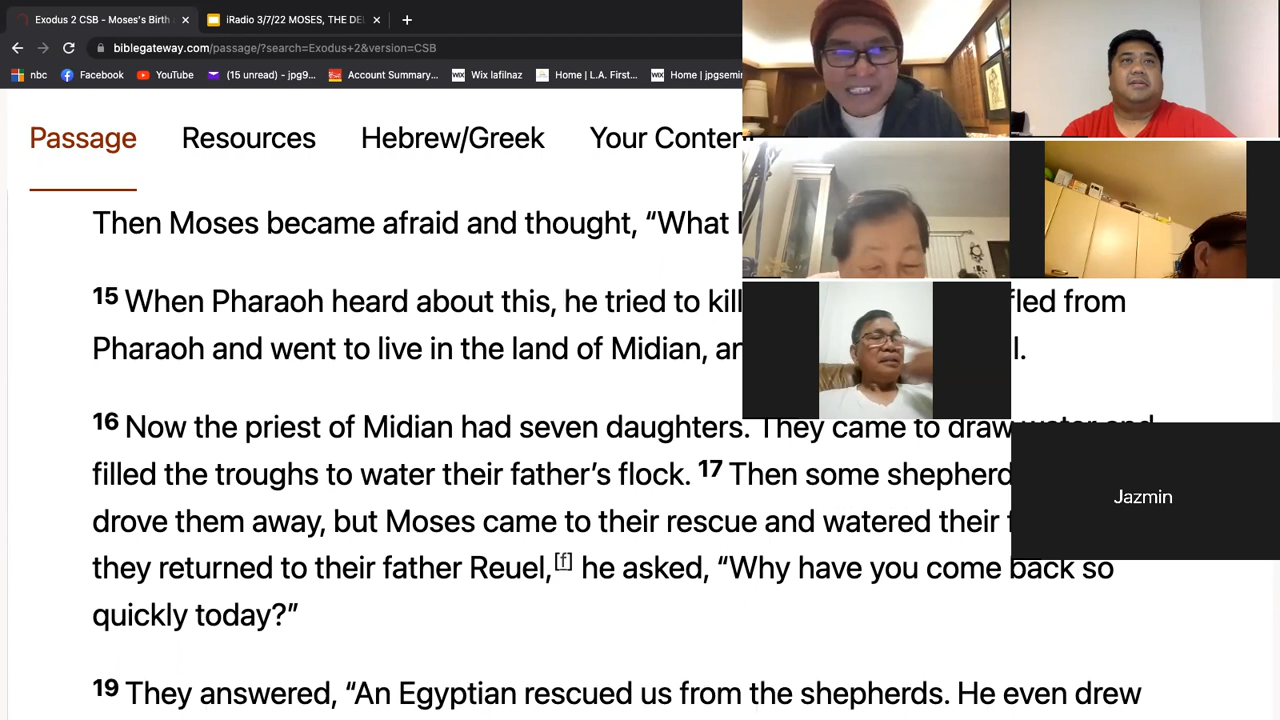 Exodus 2 CSB - Moses's Birth
iRadio 3/7/22 MOSES, THE DEL
biblegateway.com/passage/?search=Exodus+2&version=CSB
nbc Facebook YouTube (15 unread) - jpg9... Account Summary... Wix lafilnaz Home | L.A. First... Home | jpgsemi
Passage Resources Hebrew/Greek Your Conten
Then Moses became afraid and thought, “What
15 When Pharaoh heard about this, he tried to kill fled from
Pharaoh and went to live in the land of Midian, an
16 Now the priest of Midian had seven daughters. They came to draw water and
filled the troughs to water their father’s flock. 17 Then some shepherd
drove them away, but Moses came to their rescue and watered their
they returned to their father Reuel,[f] he asked, “Why have you come back so
quickly today?”
19 They answered, “An Egyptian rescued us from the shepherds. He even drew
Jazmin